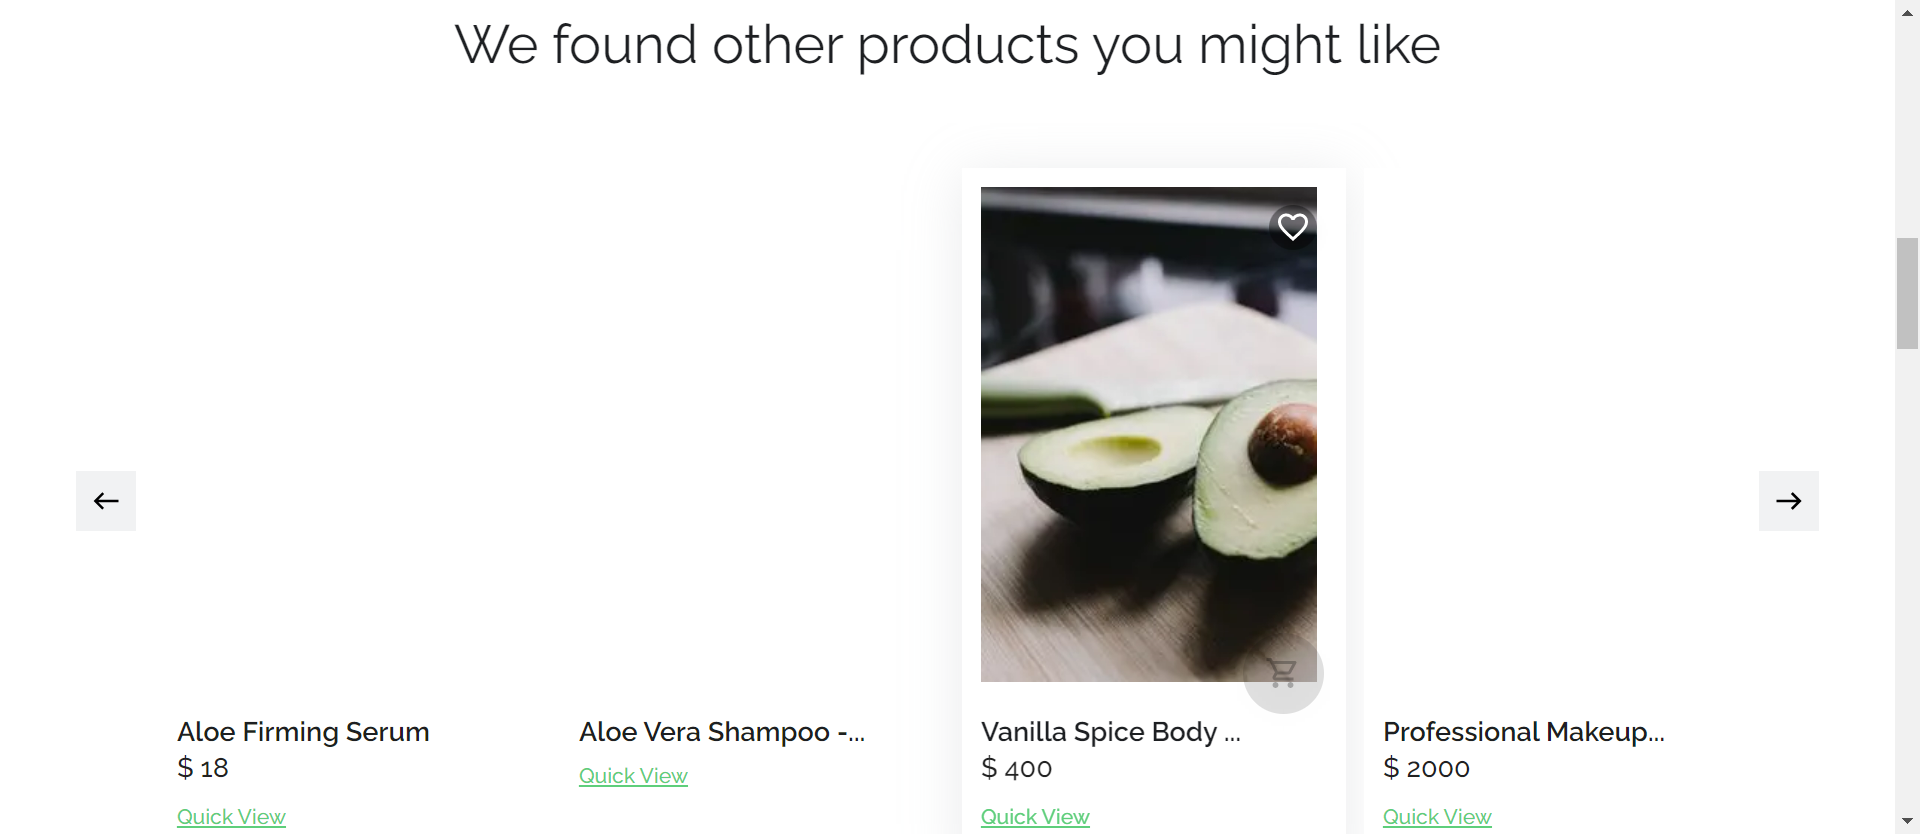 We found other products you might like
Aloe Firming Serum
$ 18
Quick View
Aloe Vera Shampoo -...
Quick View
Vanilla Spice Body ...
$ 400
Quick View
Professional Makeup...
$ 2000
Quick View